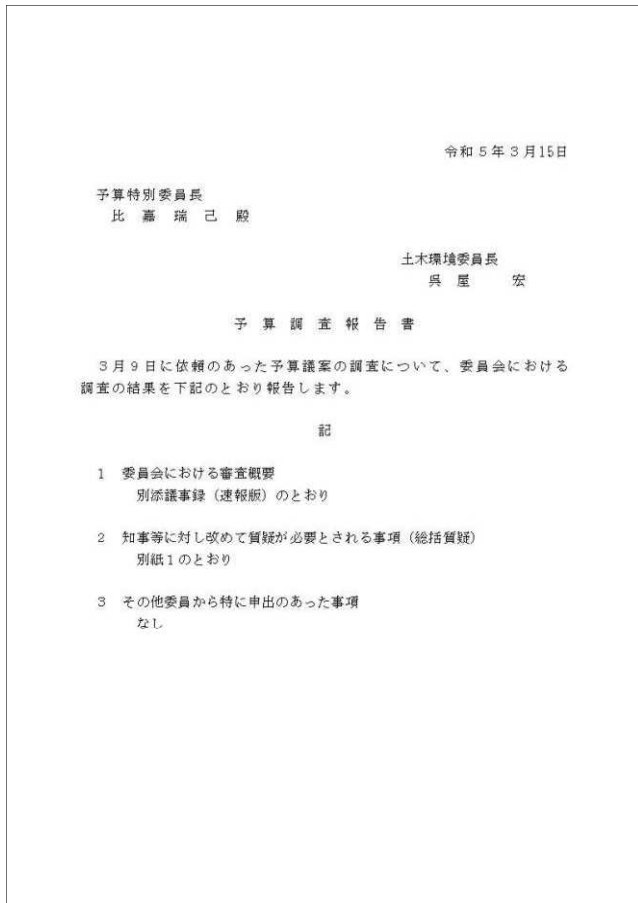 令和５年３月15日
予算特別委員長
比嘉瑞己殿
土木環境委員長
呉屋　宏
予算調査報告書
３月９日に依頼のあった予算議案の調査について、委員会における
調査の結果を下記のとおり報告します。
記
１　委員会における審査概要
別添議事録（速報版）のとおり
２　知事等に対し改めて質疑が必要とされる事項（総括質疑）
別紙１のとおり
３　その他委員から特に申出のあった事項
なし